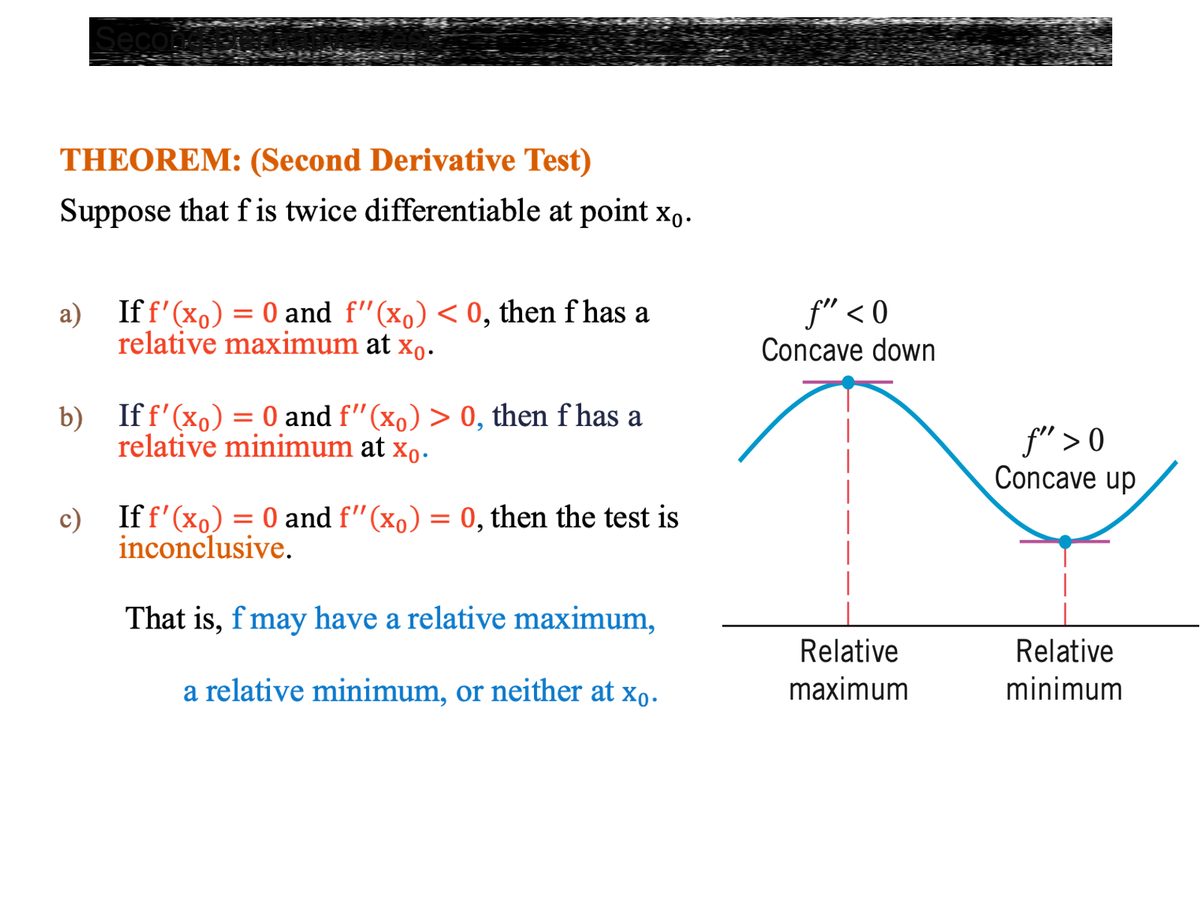 THEOREM: (Second Derivative Test)
Suppose that f is twice differentiable at point x₀.
a) If f′(x₀) = 0 and f″(x₀) < 0, then f has a
relative maximum at x₀.
b) If f′(x₀) = 0 and f″(x₀) > 0, then f has a
relative minimum at x₀.
c) If f′(x₀) = 0 and f″(x₀) = 0, then the test is
inconclusive.
That is, f may have a relative maximum,
a relative minimum, or neither at x₀.
f″ < 0
Concave down
f″ > 0
Concave up
Relative
maximum
Relative
minimum